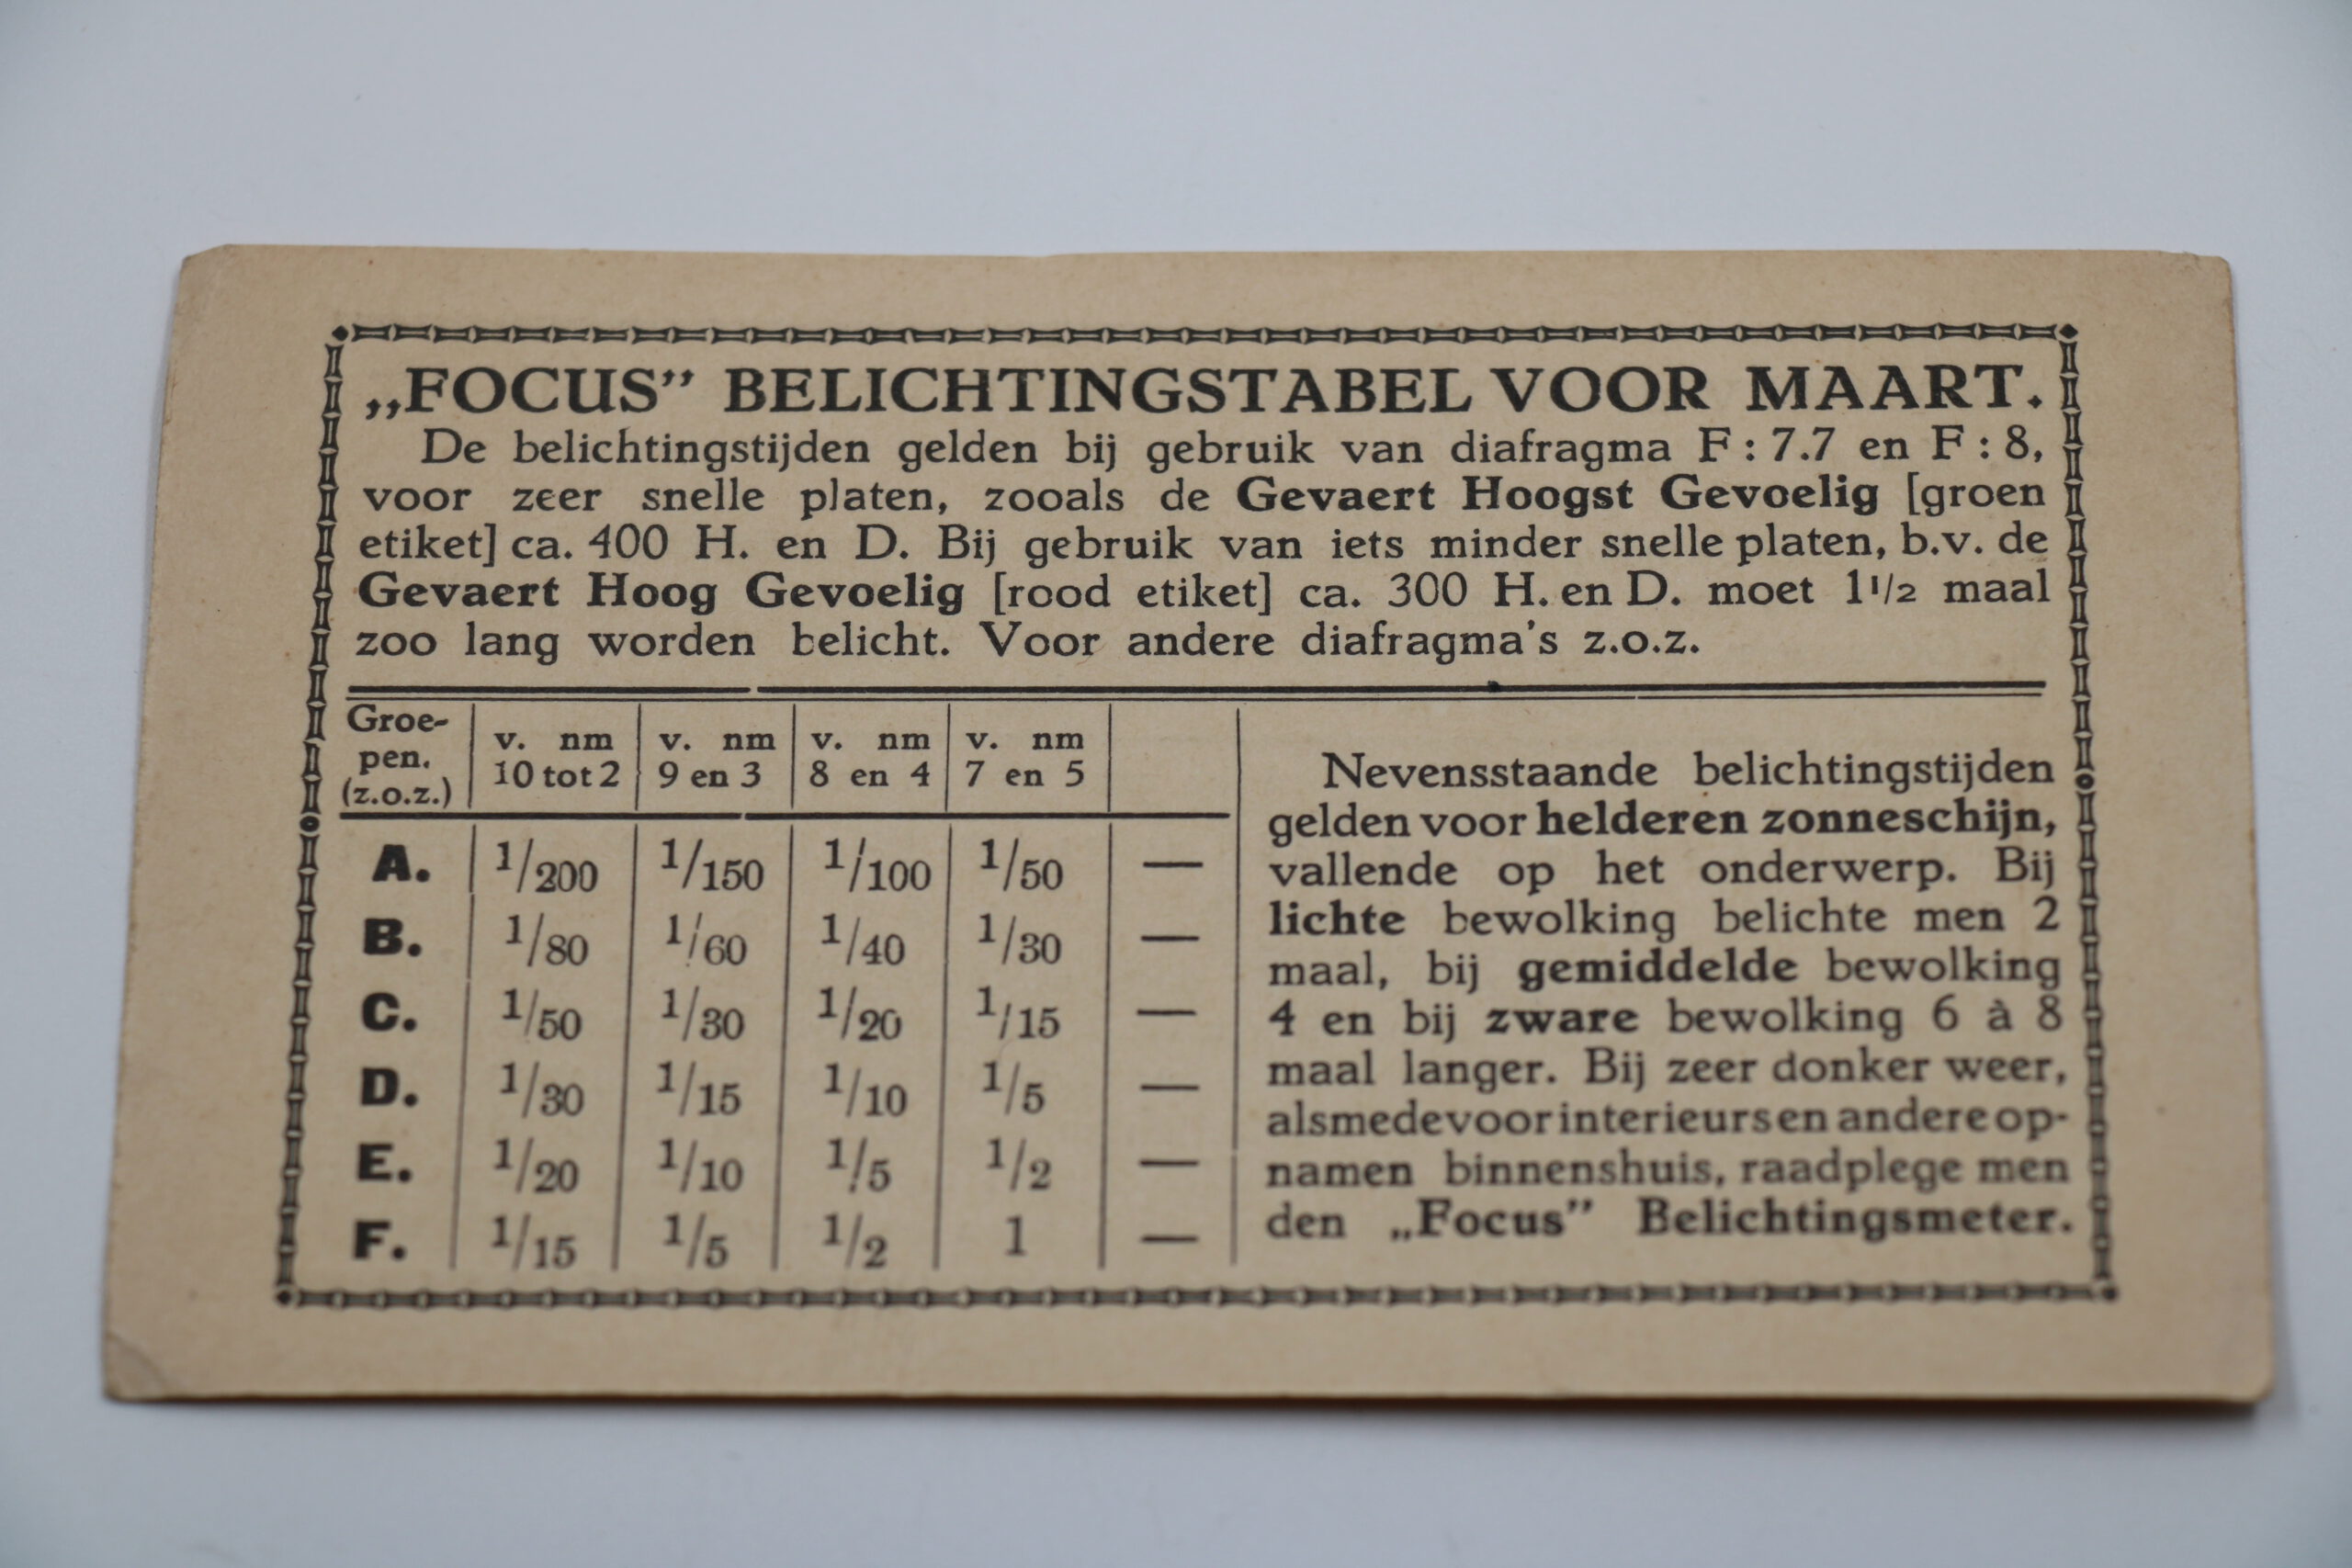 „FOCUS” BELICHTINGSTABEL VOOR MAART.
De belichtingstijden gelden bij gebruik van diafragma F : 7.7 en F : 8,
voor zeer snelle platen, zooals de Gevaert Hoogst Gevoelig [groen
etiket] ca. 400 H. en D. Bij gebruik van iets minder snelle platen, b.v. de
Gevaert Hoog Gevoelig [rood etiket] ca. 300 H. en D. moet 1 1/2 maal
zoo lang worden belicht. Voor andere diafragma's z.o.z.
Groe-
pen.
(z.o.z.)
v. nm v. nm v. nm v. nm
10 tot 2 9 en 3 8 en 4 7 en 5
A. 1/200 1/150 1/100 1/50 —
B. 1/80 1/60 1/40 1/30 —
C. 1/50 1/30 1/20 1/15 —
D. 1/30 1/15 1/10 1/5 —
E. 1/20 1/10 1/5 1/2 —
F. 1/15 1/5 1/2 1 —
Nevensstaande belichtingstijden
gelden voor helderen zonneschijn,
vallende op het onderwerp. Bij
lichte bewolking belichte men 2
maal, bij gemiddelde bewolking
4 en bij zware bewolking 6 à 8
maal langer. Bij zeer donker weer,
alsmede voor interieurs en andere op-
namen binnenshuis, raadplege men
den „Focus” Belichtingsmeter.